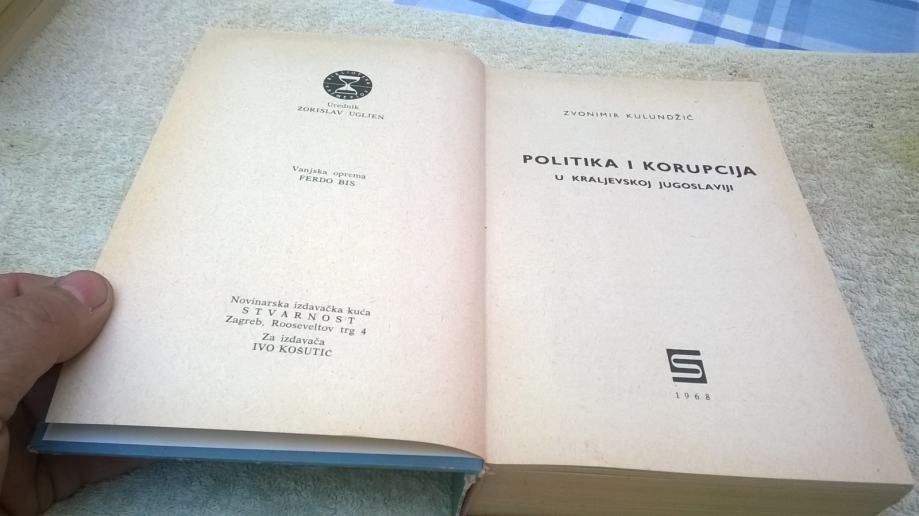 Urednik
ZORISLAV UGLJEN
Vanjska oprema
FERDO BIS
Novinarska izdavačka kuća
STVARNOST
Zagreb, Rooseveltov trg 4
Za izdavača
IVO KOŠUTIĆ
ZVONIMIR KULUNDŽIĆ
POLITIKA I KORUPCIJA
U KRALJEVSKOJ JUGOSLAVIJI
S
1968